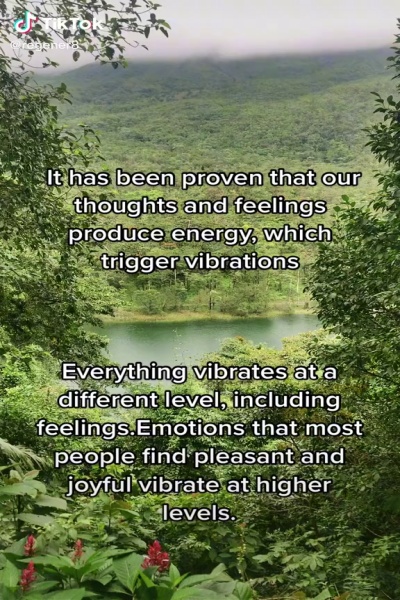 TikTok
@regener8
It has been proven that our
thoughts and feelings
produce energy, which
trigger vibrations
Everything vibrates at a
different level, including
feelings.Emotions that most
people find pleasant and
joyful vibrate at higher
levels.